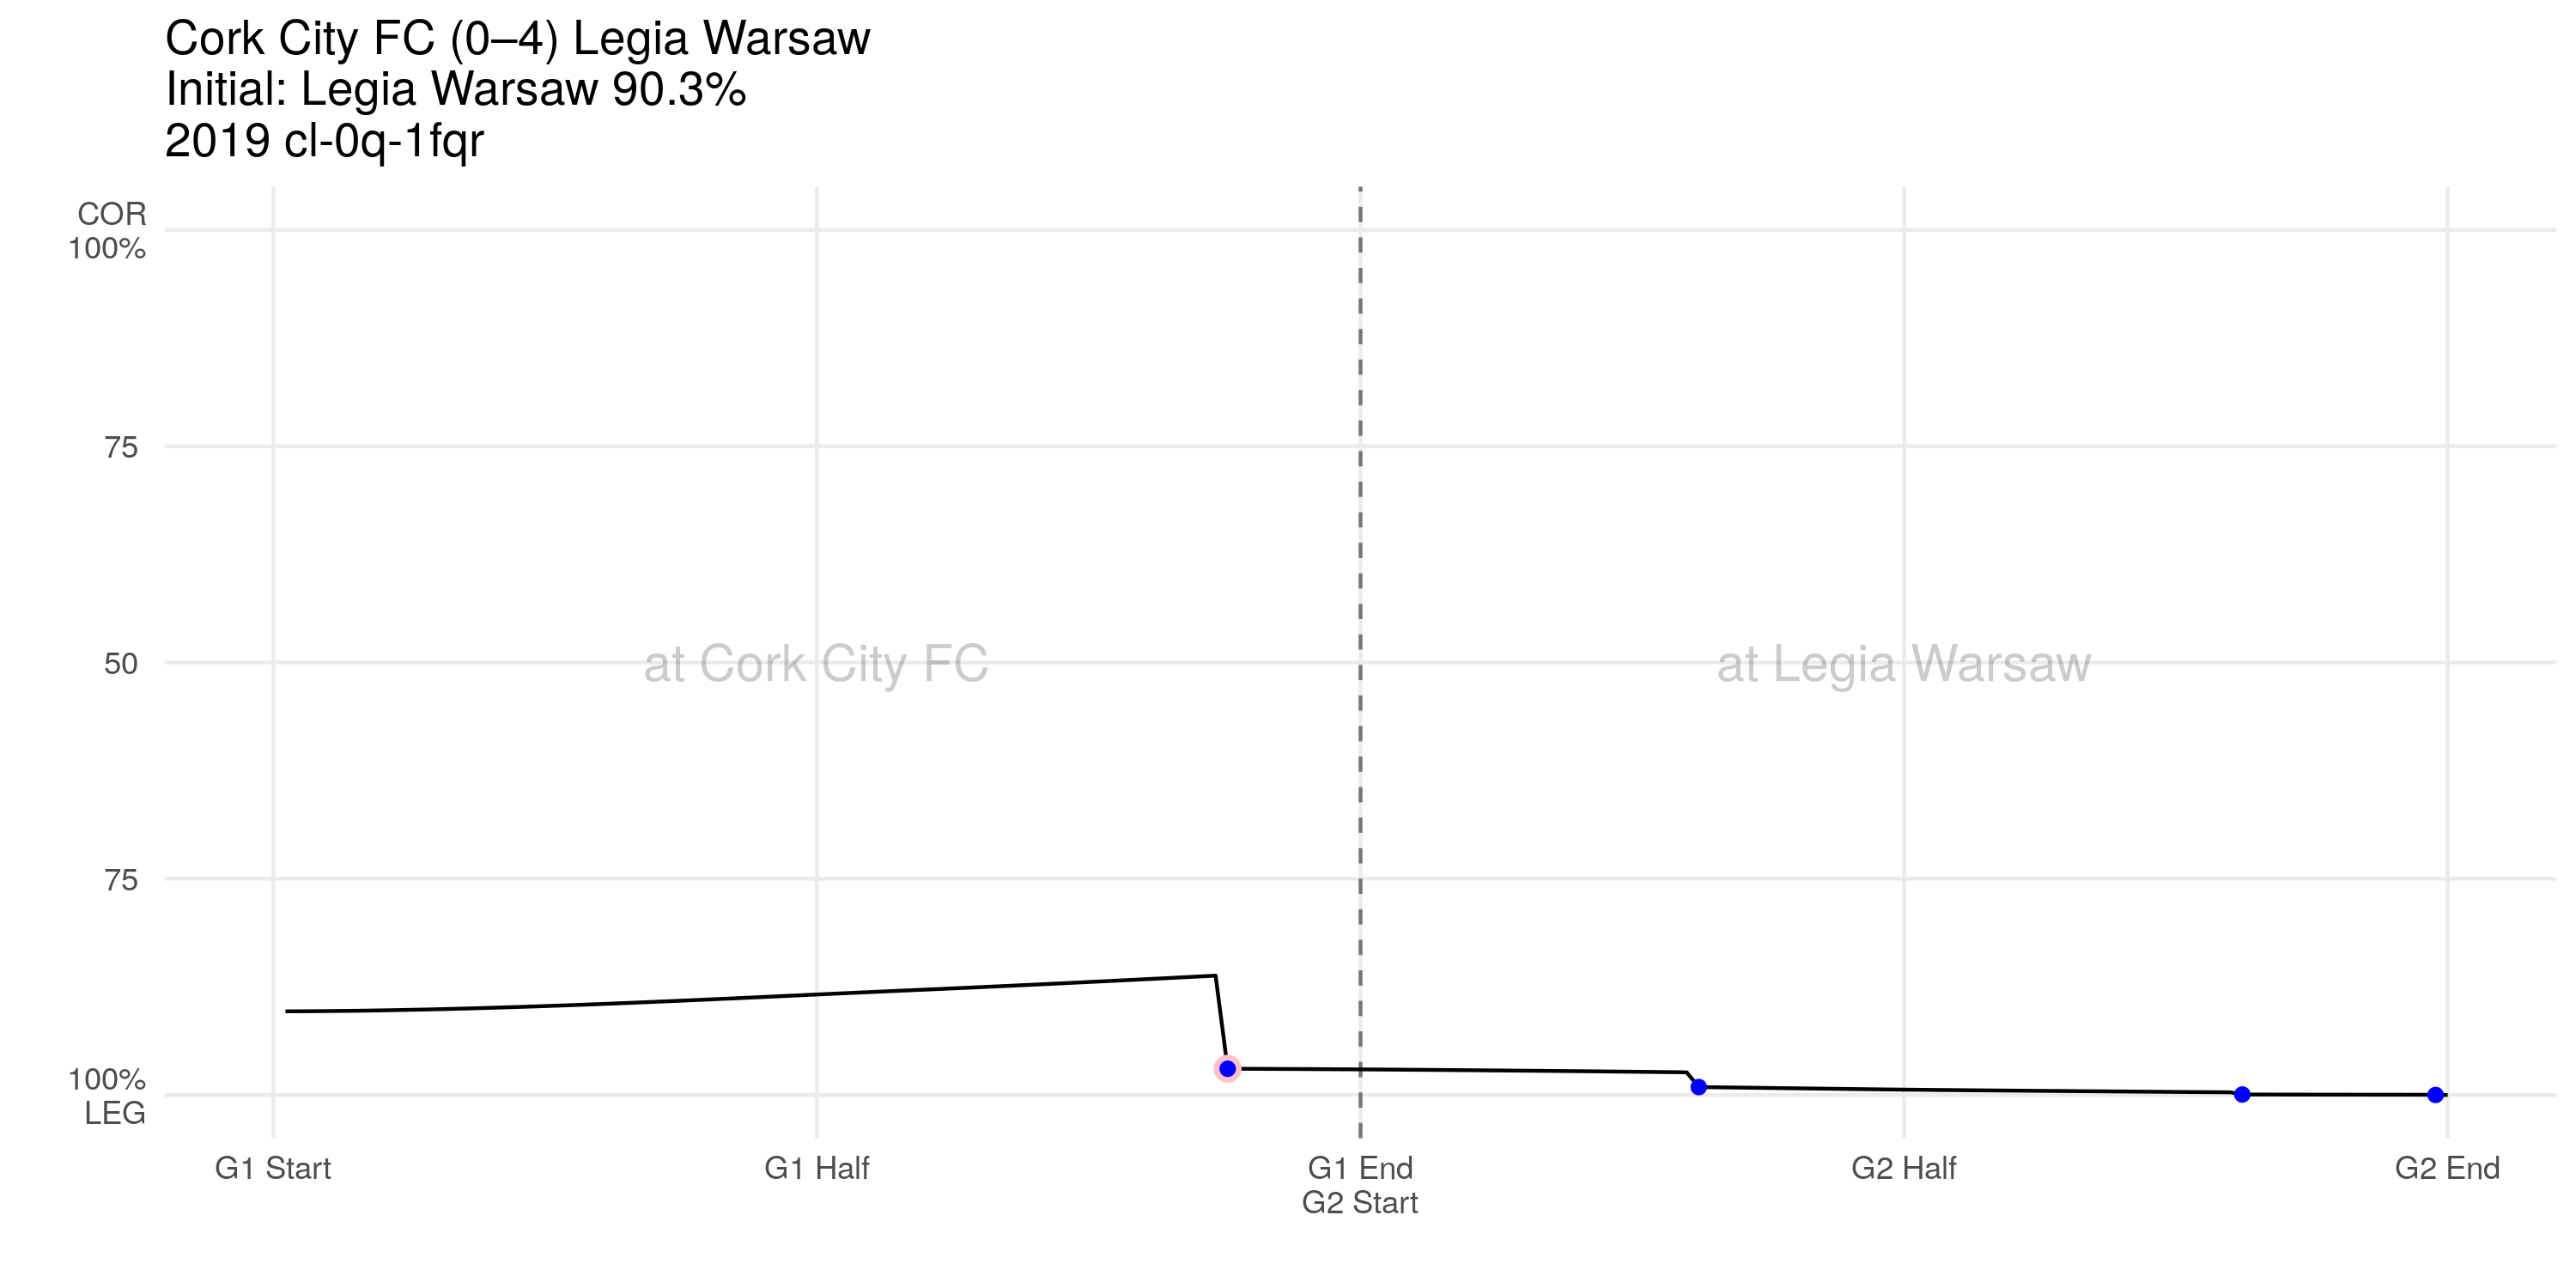 Cork City FC (0–4) Legia Warsaw
Initial: Legia Warsaw 90.3%
2019 cl-0q-1fqr
COR
100%
75
50
at Cork City FC
at Legia Warsaw
75
100%
LEG
G1 Start
G1 Half
G1 End
G2 Start
G2 Half
G2 End